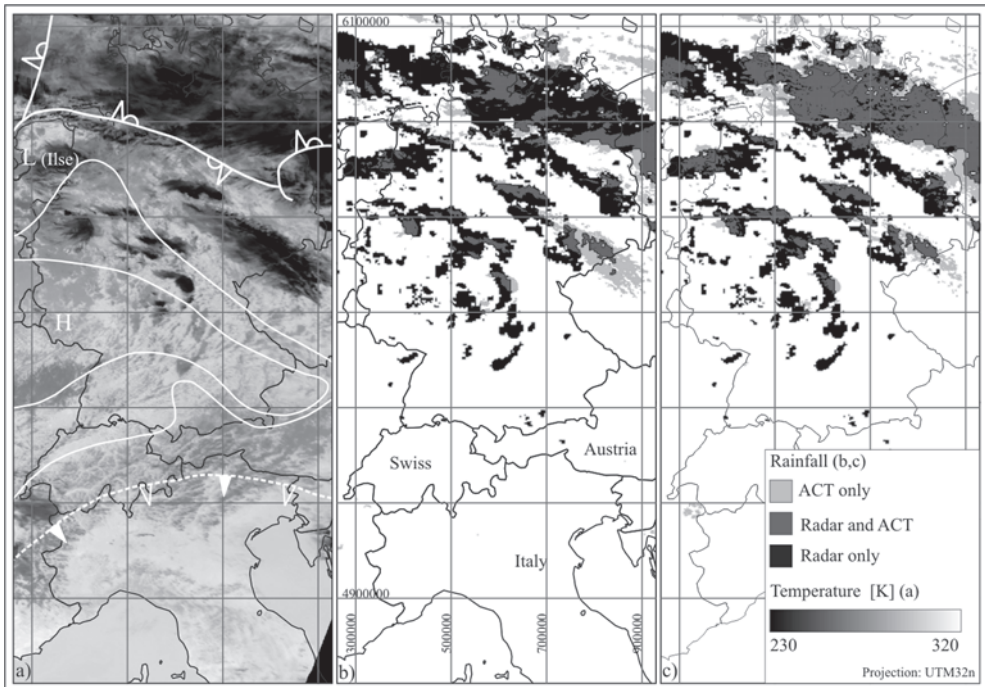 L (Ilse)
H
a)
6100000
Swiss
Austria
Italy
4900000
300000
500000
700000
900000
b)
c)
Rainfall (b,c)
ACT only
Radar and ACT
Radar only
Temperature [K] (a)
230
320
Projection: UTM32n